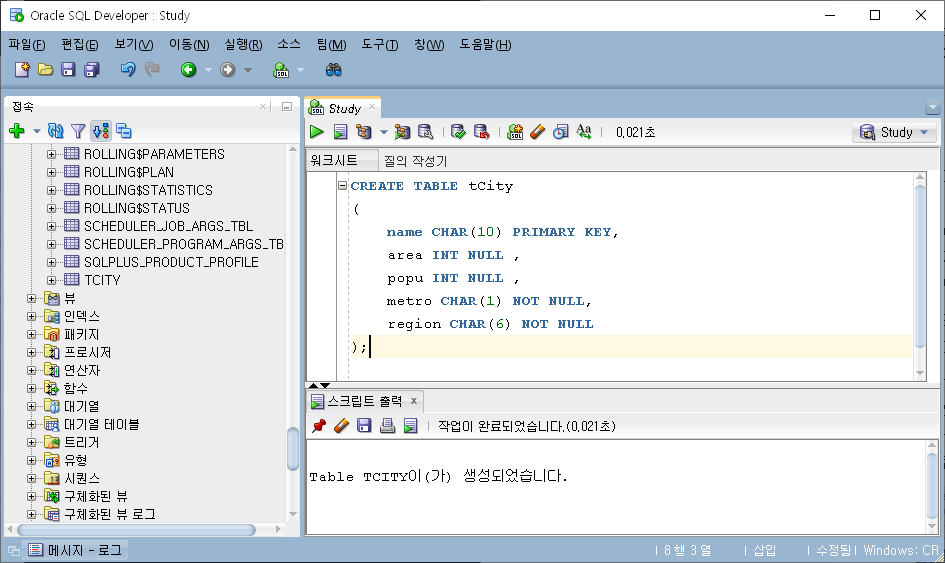 Oracle SQL Developer : Study
파일(F) 편집(E) 보기(V) 이동(N) 실행(R) 소스 팀(M) 도구(T) 창(W) 도움말(H)
접속
ROLLING$PARAMETERS
ROLLING$PLAN
ROLLING$STATISTICS
ROLLING$STATUS
SCHEDULER_JOB_ARGS_TBL
SCHEDULER_PROGRAM_ARGS_TB
SQLPLUS_PRODUCT_PROFILE
TCITY
뷰
인덱스
패키지
프로시저
연산자
함수
대기열
대기열 테이블
트리거
유형
시퀀스
구체화된 뷰
구체화된 뷰 로그
Study
SQL
Aa
0,021초
Study
워크시트 질의 작성기
CREATE TABLE tCity
(
name CHAR(10) PRIMARY KEY,
area INT NULL ,
popu INT NULL ,
metro CHAR(1) NOT NULL,
region CHAR(6) NOT NULL
);
스크립트 출력 x
작업이 완료되었습니다.(0,021초)
Table TCITY이(가) 생성되었습니다.
메시지 - 로그
8 행 3 열 삽입 수정됨 Windows: CR